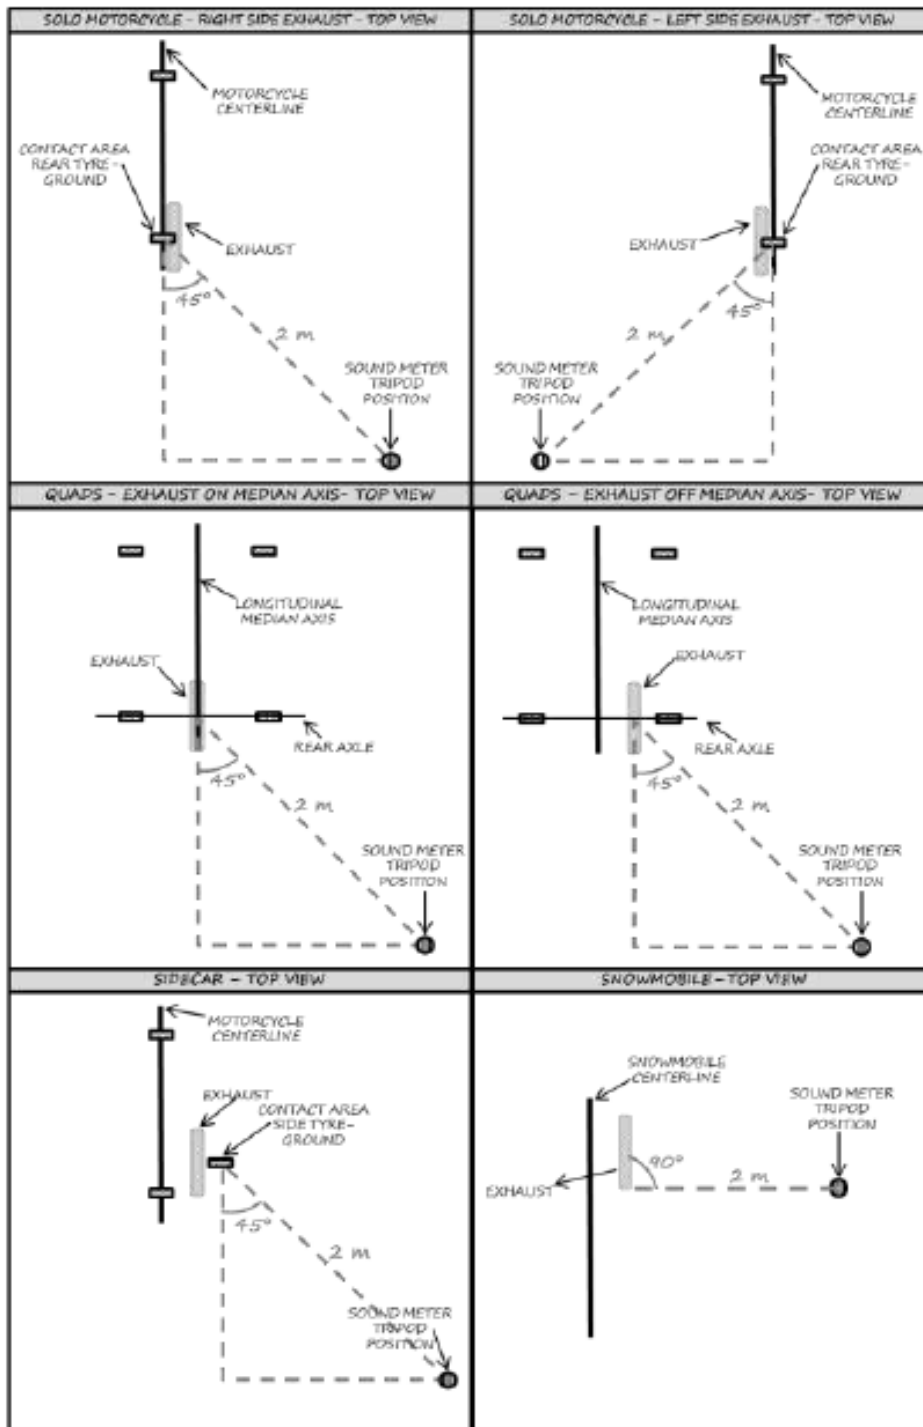 SOLO MOTORCYCLE - RIGHT SIDE EXHAUST - TOP VIEW
MOTORCYCLE
CENTERLINE
CONTACT AREA
REAR TYRE-
GROUND
EXHAUST
45°
2 m
SOUND METER
TRIPOD
POSITION
SOLO MOTORCYCLE - LEFT SIDE EXHAUST - TOP VIEW
MOTORCYCLE
CENTERLINE
CONTACT AREA
REAR TYRE-
GROUND
EXHAUST
45°
2 m
SOUND METER
TRIPOD
POSITION
QUADS - EXHAUST ON MEDIAN AXIS- TOP VIEW
LONGITUDINAL
MEDIAN AXIS
EXHAUST
REAR AXLE
45°
2 m
SOUND METER
TRIPOD
POSITION
QUADS - EXHAUST OFF MEDIAN AXIS- TOP VIEW
LONGITUDINAL
MEDIAN AXIS
EXHAUST
REAR AXLE
45°
2 m
SOUND METER
TRIPOD
POSITION
SIDECAR - TOP VIEW
MOTORCYCLE
CENTERLINE
EXHAUST
CONTACT AREA
SIDE TYRE-
GROUND
45°
2 m
SOUND METER
TRIPOD
POSITION
SNOWMOBILE - TOP VIEW
SNOWMOBILE
CENTERLINE
SOUND METER
TRIPOD
POSITION
90°
EXHAUST
2 m